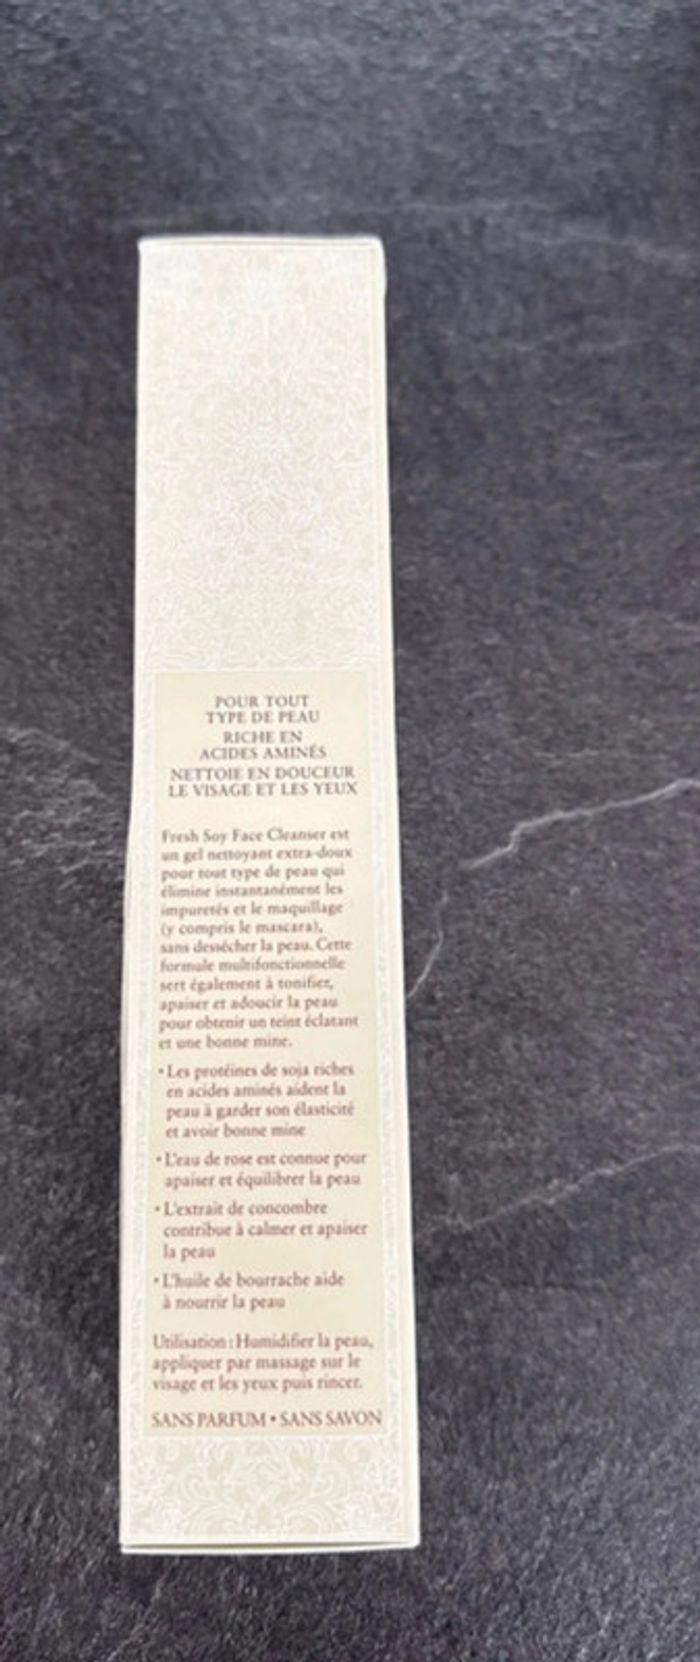 POUR TOUT
TYPE DE PEAU
RICHE EN
ACIDES AMINÉS
NETTOIE EN DOUCEUR
LE VISAGE ET LES YEUX
Fresh Soy Face Cleanser est
un gel nettoyant extra-doux
pour tout type de peau qui
élimine instantanément les
impuretés et le maquillage
(y compris le mascara),
sans dessécher la peau. Cette
formule multifonctionnelle
sert également à tonifier,
apaiser et adoucir la peau
pour obtenir un teint éclatant
et une bonne mine.
• Les protéines de soja riches
en acides aminés aident la
peau à garder son élasticité
et avoir bonne mine
• L'eau de rose est connue pour
apaiser et équilibrer la peau
• L'extrait de concombre
contribue à calmer et apaiser
la peau
• L'huile de bourrache aide
à nourrir la peau
Utilisation : Humidifier la peau,
appliquer par massage sur le
visage et les yeux puis rincer.
SANS PARFUM • SANS SAVON